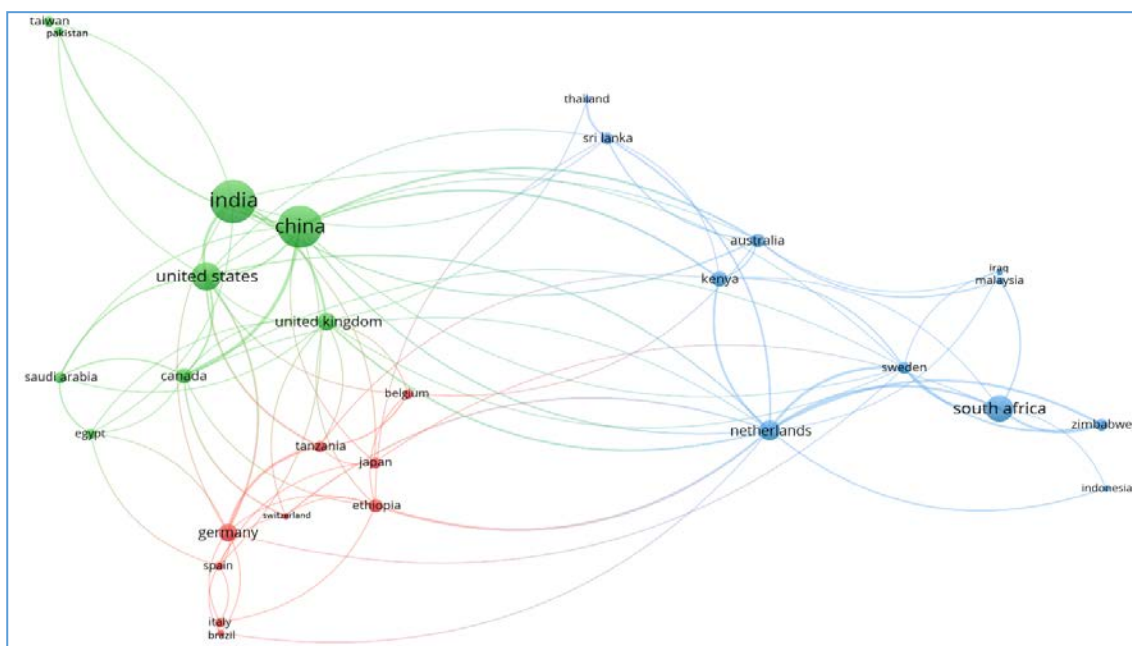 taiwan
pakistan
thailand
sri lanka
india
china
australia
united states
kenya
iraq
malaysia
united kingdom
saudi arabia
canada
sweden
belgium
south africa
egypt
tanzania
netherlands
zimbabwe
japan
indonesia
ethiopia
switzerland
germany
spain
italy
brazil